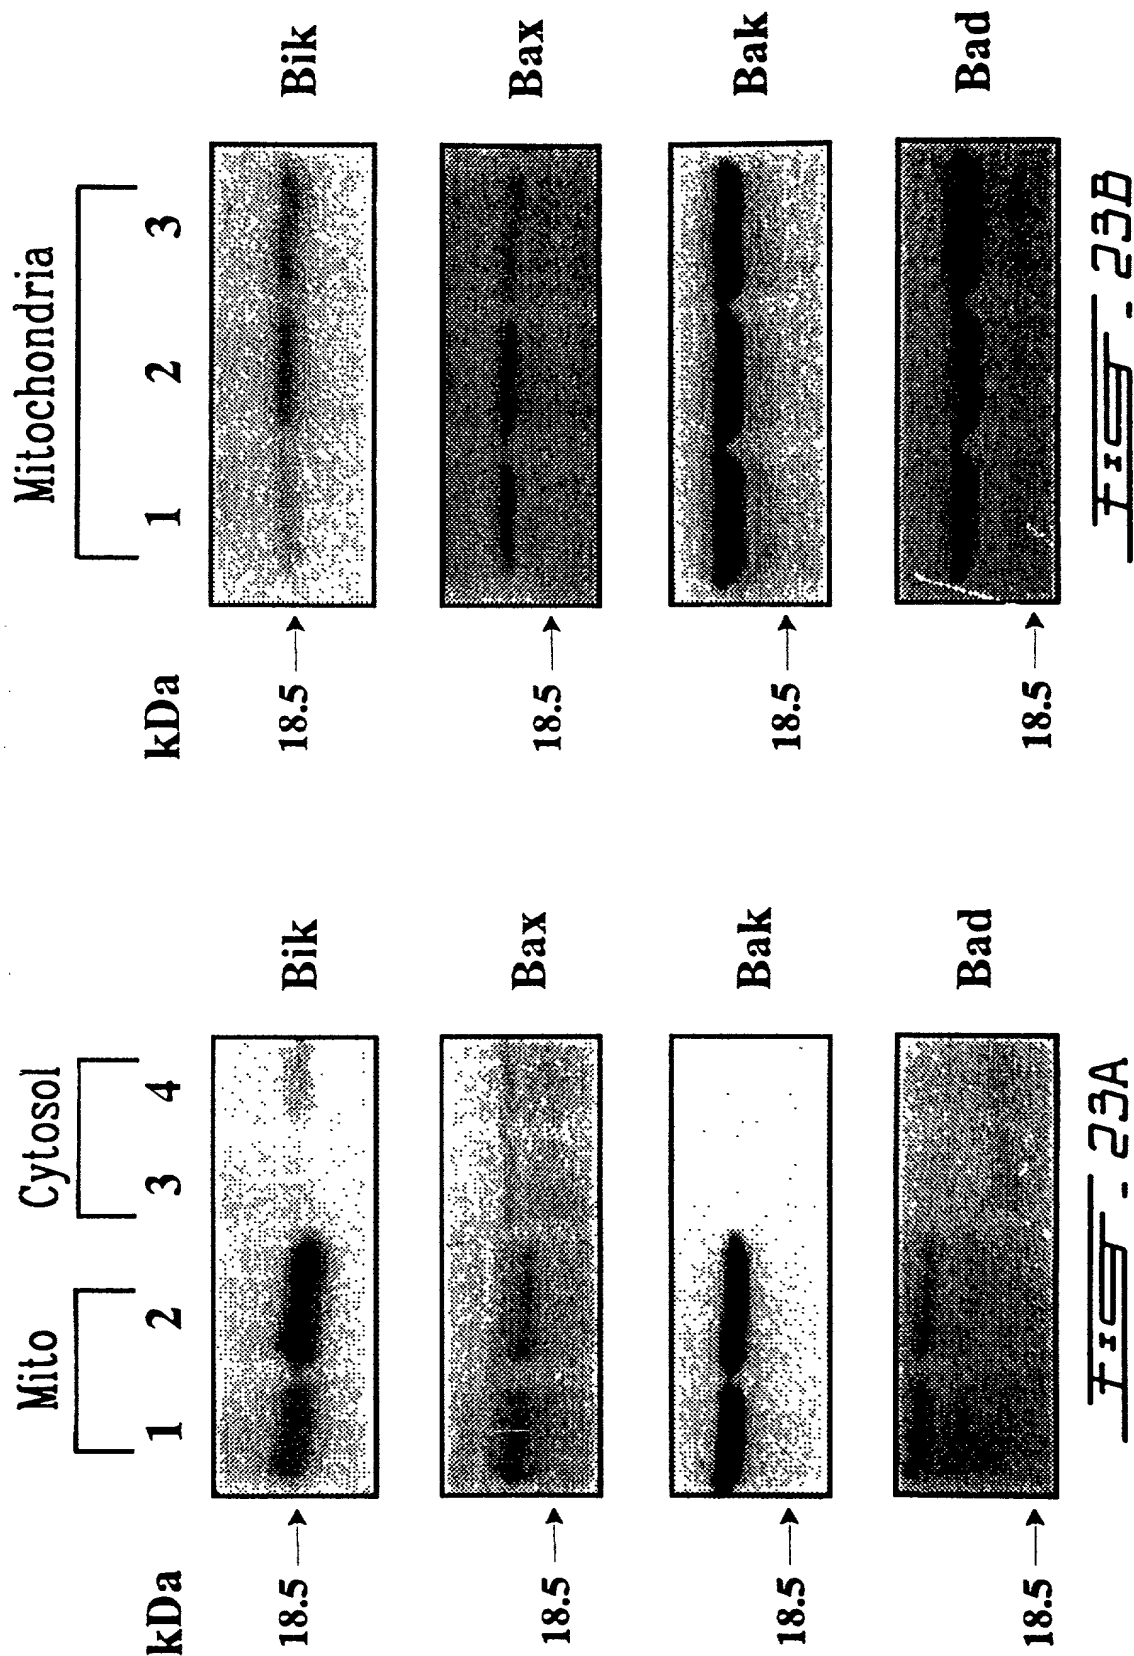 Mito Cytosol
kDa 1 2 3 4
18.5 Bik
18.5 Bax
18.5 Bak
18.5 Bad
FIG. - 23A
Mitochondria
kDa 1 2 3
18.5 Bik
18.5 Bax
18.5 Bak
18.5 Bad
FIG. - 23B